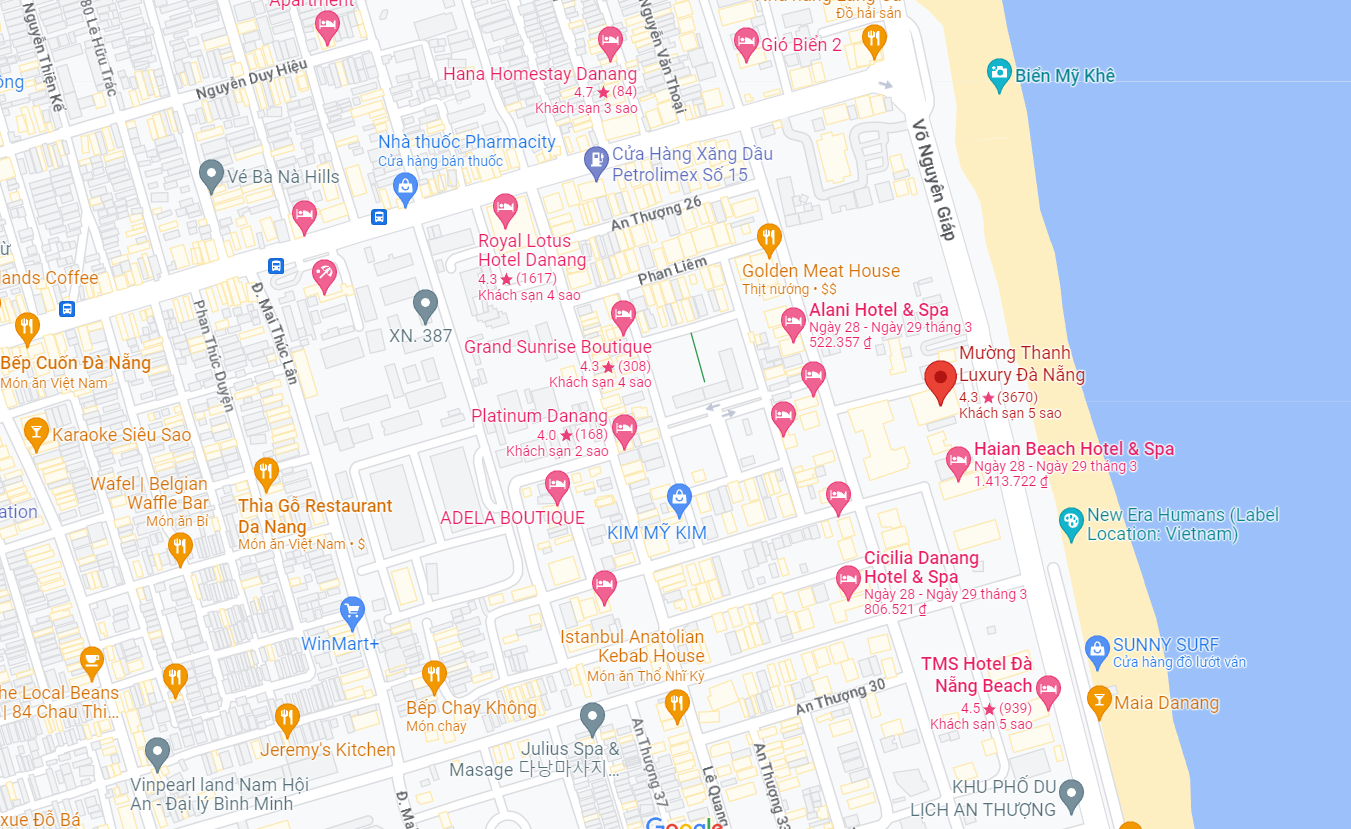 Apartment
Đồ hải sản
Nguyễn Thiện Kế
80 Lê Hữu Trác
Nguyễn Duy Hiệu
Nguyễn Văn Thoại
Gió Biển 2
Hana Homestay Danang
4.7 ★ (84)
Khách sạn 3 sao
Biển Mỹ Khê
Võ Nguyên Giáp
Nhà thuốc Pharmacity
Cửa hàng bán thuốc
Cửa Hàng Xăng Dầu
Petrolimex Số 15
Vé Bà Nà Hills
An Thượng 26
Royal Lotus
Hotel Danang
4.3 ★ (1617)
Khách sạn 4 sao
Phan Liêm
Golden Meat House
Thịt nướng • $$
ands Coffee
Đ. Mai Thúc Lân
Phan Thúc Duyện
XN. 387
Alani Hotel & Spa
Ngày 28 - Ngày 29 tháng 3
522.357 ₫
Grand Sunrise Boutique
4.3 ★ (308)
Khách sạn 4 sao
Bếp Cuốn Đà Nẵng
Món ăn Việt Nam
Mường Thanh
Luxury Đà Nẵng
4.3 ★ (3670)
Khách sạn 5 sao
Platinum Danang
4.0 ★ (168)
Khách sạn 2 sao
Karaoke Siêu Sao
Haian Beach Hotel & Spa
Ngày 28 - Ngày 29 tháng 3
1.413.722 ₫
Wafel | Belgian
Waffle Bar
Món ăn Bỉ
Thìa Gỗ Restaurant
Da Nang
Món ăn Việt Nam • $
ation
ADELA BOUTIQUE
KIM MỸ KIM
New Era Humans (Label
Location: Vietnam)
Cicilia Danang
Hotel & Spa
Ngày 28 - Ngày 29 tháng 3
806.521 ₫
WinMart+
Istanbul Anatolian
Kebab House
Món ăn Thổ Nhĩ Kỳ
SUNNY SURF
Cửa hàng đồ lướt ván
TMS Hotel Đà
Nẵng Beach
4.5 ★ (939)
Khách sạn 5 sao
Maia Danang
he Local Beans
| 84 Chau Thi...
Bếp Chay Không
Món chay
An Thượng 30
Jeremy's Kitchen
Julius Spa &
Masage 다낭마사지...
An Thượng 37
Lê Quang
An Thượng 33
Vinpearl land Nam Hội
An - Đại lý Bình Minh
KHU PHỐ DU
LỊCH AN THƯỢNG
Đ. Ma
xue Đỗ Bá
Google